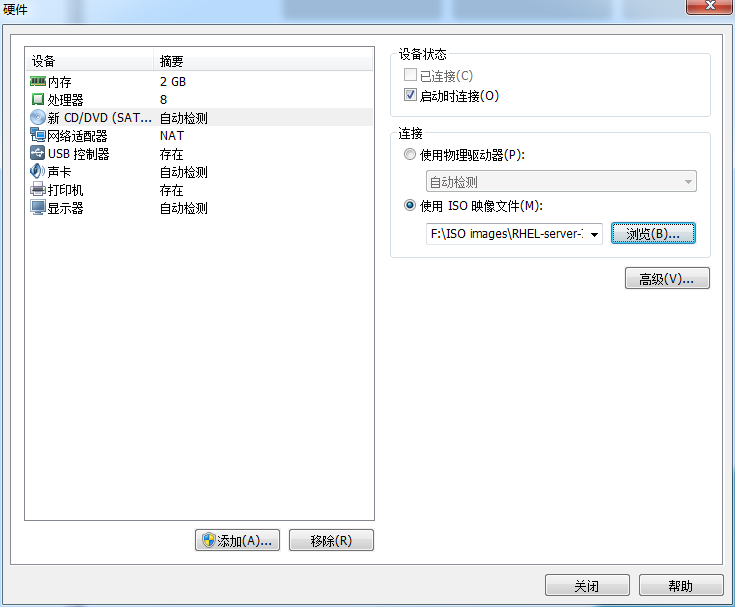 硬件
设备 摘要
内存 2 GB
处理器 8
新 CD/DVD (SAT... 自动检测
网络适配器 NAT
USB 控制器 存在
声卡 自动检测
打印机 存在
显示器 自动检测
添加(A)... 移除(R)
设备状态
已连接(C)
启动时连接(O)
连接
使用物理驱动器(P):
自动检测
使用 ISO 映像文件(M):
F:\ISO images\RHEL-server- 浏览(B)...
高级(V)...
关闭 帮助